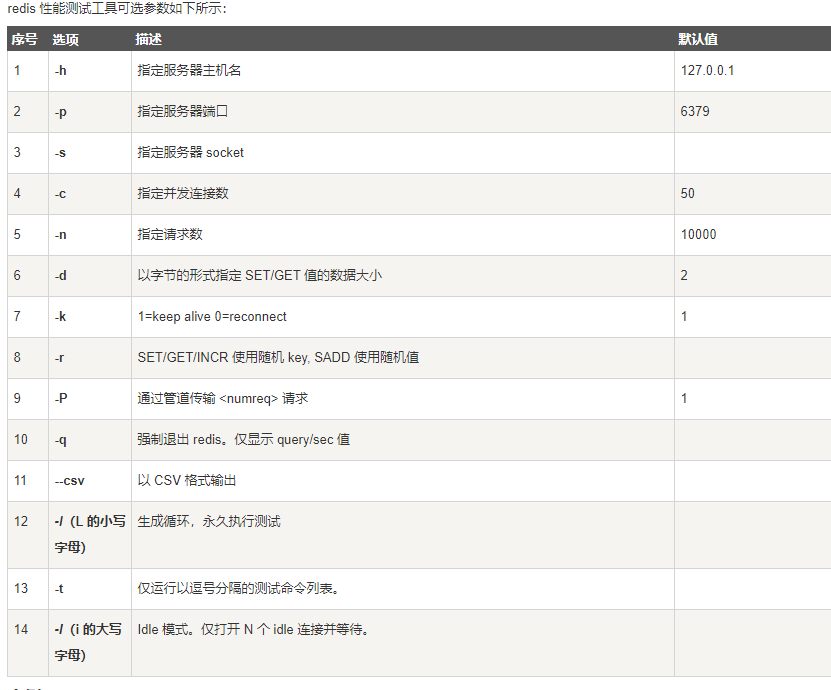 redis 性能测试工具可选参数如下所示：
序号 选项 描述 默认值
1 -h 指定服务器主机名 127.0.0.1
2 -p 指定服务器端口 6379
3 -s 指定服务器 socket
4 -c 指定并发连接数 50
5 -n 指定请求数 10000
6 -d 以字节的形式指定 SET/GET 值的数据大小 2
7 -k 1=keep alive 0=reconnect 1
8 -r SET/GET/INCR 使用随机 key, SADD 使用随机值
9 -P 通过管道传输 <numreq> 请求 1
10 -q 强制退出 redis。仅显示 query/sec 值
11 --csv 以 CSV 格式输出
12 -l（L 的小写 生成循环，永久执行测试
字母）
13 -t 仅运行以逗号分隔的测试命令列表。
14 -I（i 的大写 Idle 模式。仅打开 N 个 idle 连接并等待。
字母）